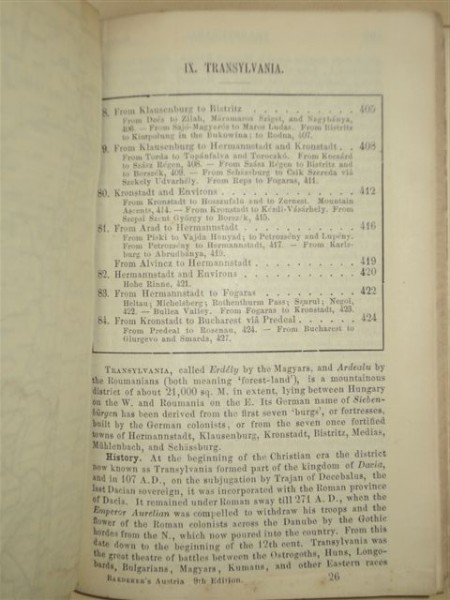 IX. TRANSYLVANIA.
8. From Klausenburg to Bistritz . . . . . . . . . . 405
From Deés to Zilah, Máramaros Sziget, and Nagybánya,
406. — From Sajó-Magyarós to Maros Ludas. From Bistritz
to Kimpolung in the Bukowina; to Rodna, 407.
9. From Klausenburg to Hermannstadt and Kronstadt . . 408
From Torda to Topánfalva and Toroczkó. From Kocsárd
to Szász Régen, 408. — From Szász Régen to Bistritz and
to Borszék, 409. — From Schässburg to Csik Szereda viâ
Szekely Udvarhély. From Reps to Fogaras, 411.
80. Kronstadt and Environs . . . . . . . . . . . 412
From Kronstadt to Hosszufalu and to Zernest. Mountain
Ascents, 414. — From Kronstadt to Kézdi-Vásárhely. From
Szepsi Szent György to Borszék, 415.
81. From Arad to Hermannstadt . . . . . . . . . . 416
From Piski to Vajda Hunyad; to Petrozsény and Lupény.
From Petrozsény to Hermannstadt, 417. — From Karls-
burg to Abrudbánya, 419.
From Alvincz to Hermannstadt . . . . . . . . . . 419
82. Hermannstadt and Environs . . . . . . . . . . 420
Hohe Rinne, 421.
83. From Hermannstadt to Fogaras . . . . . . . . . 422
Heltau; Michelsberg; Rothenthurm Pass; Szurul; Negoi,
422. — Bullea Valley. From Fogaras to Kronstadt, 423.
84. From Kronstadt to Bucharest viâ Predeal . . . . . 424
From Predeal to Rosenau, 424. — From Bucharest to
Giurgevo and Smarda, 427.
TRANSYLVANIA, called Erdély by the Magyars, and Ardealu by
the Roumanians (both meaning 'forest-land'), is a mountainous
district of about 21,000 sq. M. in extent, lying between Hungary
on the W. and Roumania on the E. Its German name of Sieben-
bürgen has been derived from the first seven 'burgs', or fortresses,
built by the German colonists, or from the seven once fortified
towns of Hermannstadt, Klausenburg, Kronstadt, Bistritz, Medias,
Mühlenbach, and Schässburg.
History. At the beginning of the Christian era the district
now known as Transylvania formed part of the kingdom of Dacia,
and in 107 A.D., on the subjugation by Trajan of Decebalus, the
last Dacian sovereign, it was incorporated with the Roman province
of Dacia. It remained under Roman sway till 274 A.D., when the
Emperor Aurelian was compelled to withdraw his troops and the
flower of the Roman colonists across the Danube by the Gothic
hordes from the N., which now poured into the country. From this
date down to the beginning of the 12th cent. Transylvania was
the great theatre of battles between the Ostrogoths, Huns, Longo-
bards, Bulgarians, Magyars, Kumans, and other Eastern races
BAEDEKER's Austria 9th Edition. 26